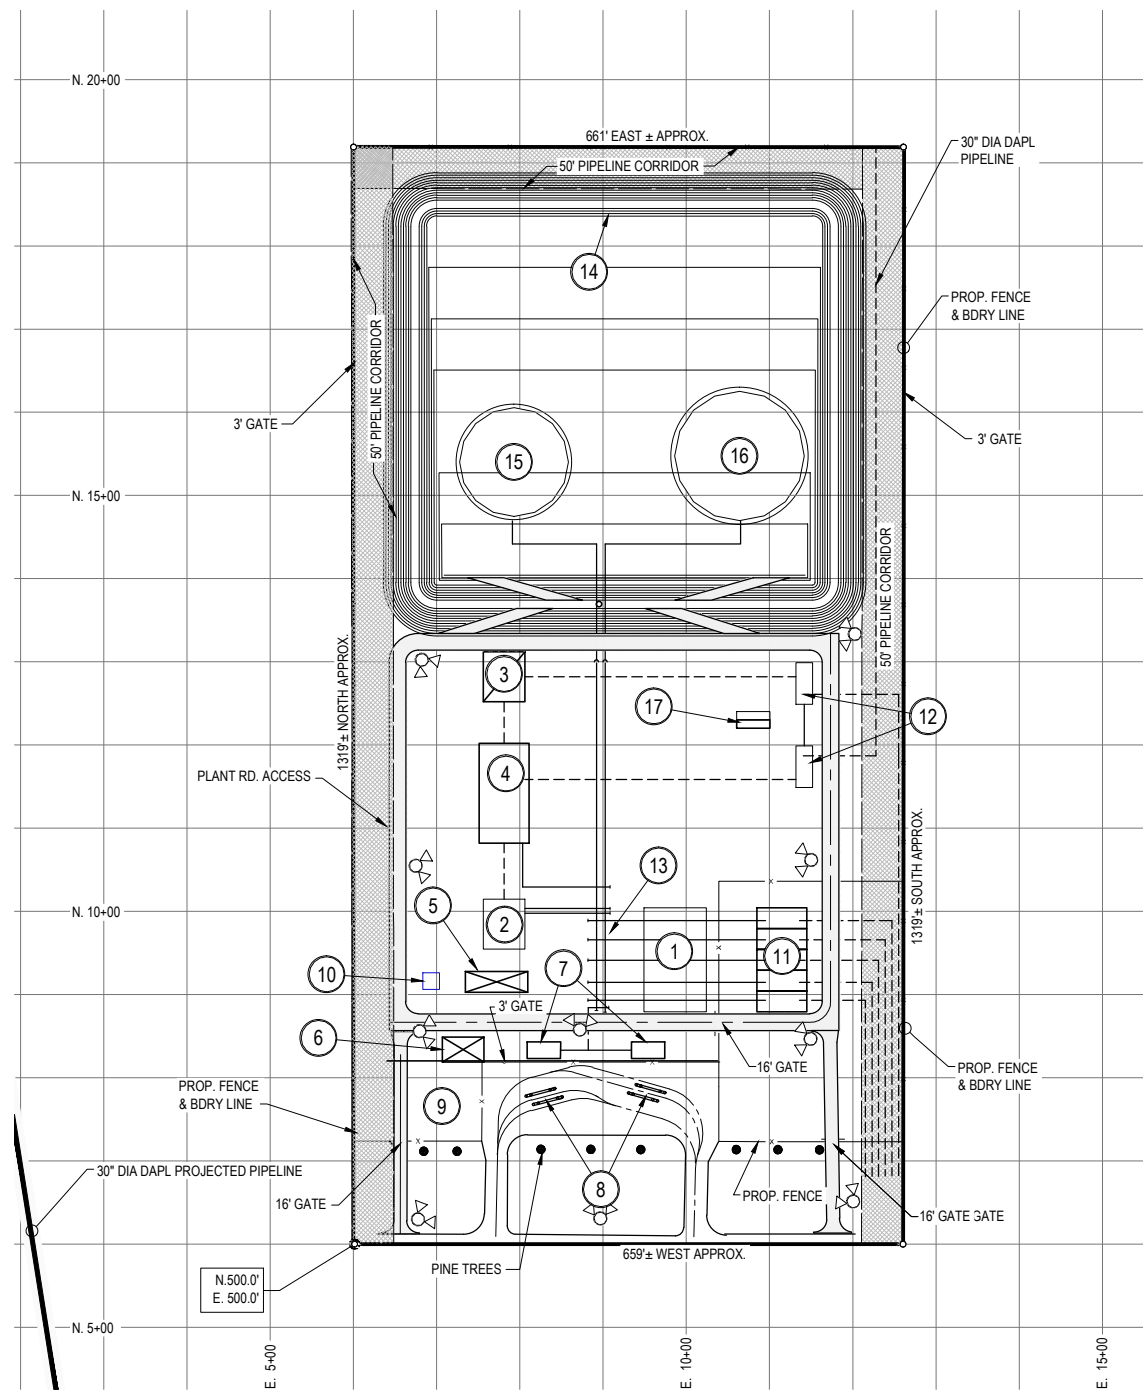 N. 20+00
661' EAST ± APPROX.
50' PIPELINE CORRIDOR
30" DIA DAPL
PIPELINE
14
PROP. FENCE
& BDRY LINE
50' PIPELINE CORRIDOR
3' GATE
3' GATE
15
16
N. 15+00
50' PIPELINE CORRIDOR
1319'± NORTH APPROX.
3
17
12
PLANT RD. ACCESS
4
13
5
N. 10+00
2
1
11
1319'± SOUTH APPROX.
10
7
3' GATE
6
16' GATE
PROP. FENCE
& BDRY LINE
PROP. FENCE
& BDRY LINE
9
30" DIA DAPL PROJECTED PIPELINE
8
16' GATE
PROP. FENCE
16' GATE GATE
659'± WEST APPROX.
PINE TREES
N.500.0'
E. 500.0'
N. 5+00
E. 5+00
E. 10+00
E. 15+00